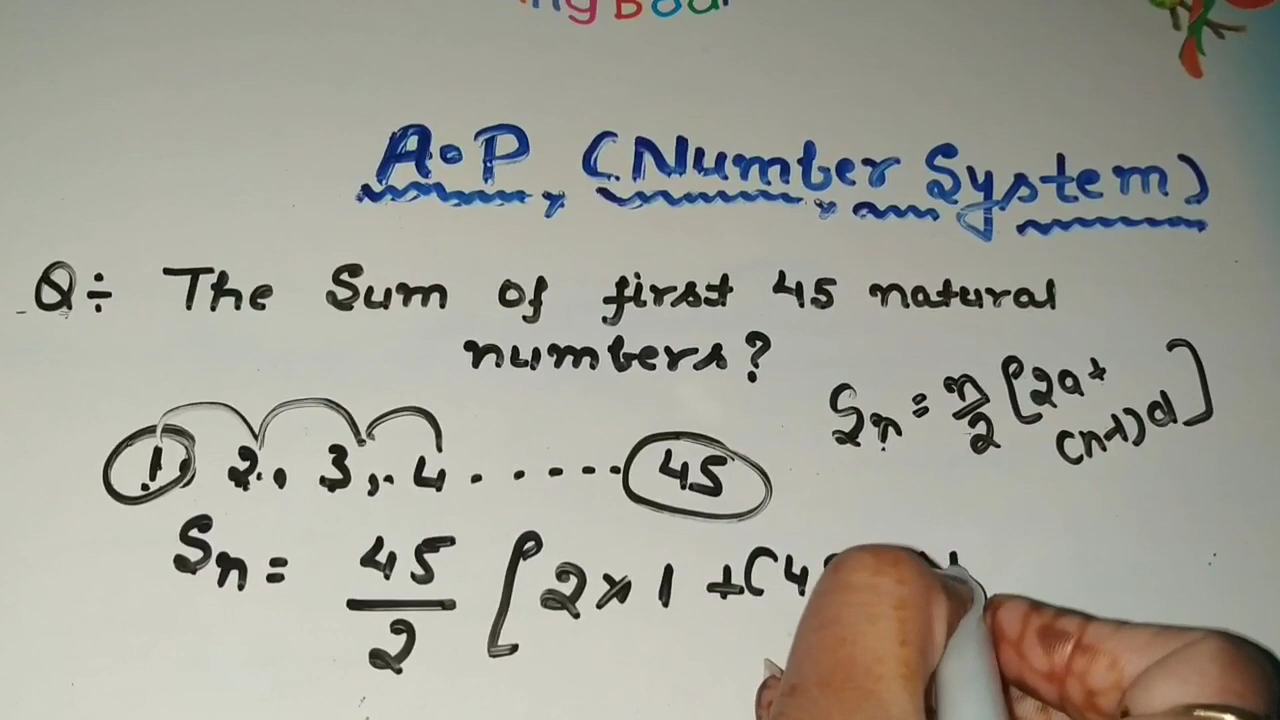 A.P (Number System)
Q÷ The Sum of first 45 natural
numbers?
Sn = n/2 [2a+
(n-1)d]
1, 2, 3, 4 ...... 45
Sn = 45/2 [2×1 +(4